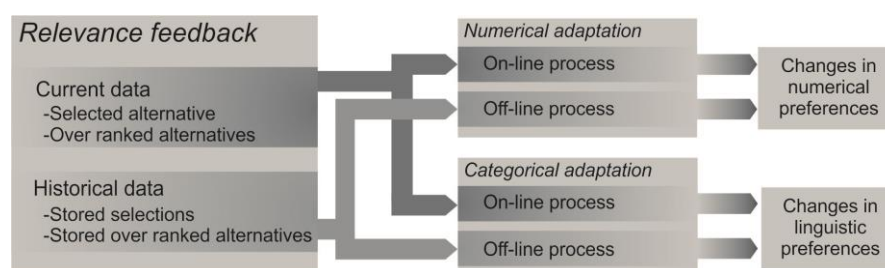 Relevance feedback
Current data
-Selected alternative
-Over ranked alternatives
Historical data
-Stored selections
-Stored over ranked alternatives
Numerical adaptation
On-line process
Off-line process
Categorical adaptation
On-line process
Off-line process
Changes in
numerical
preferences
Changes in
linguistic
preferences